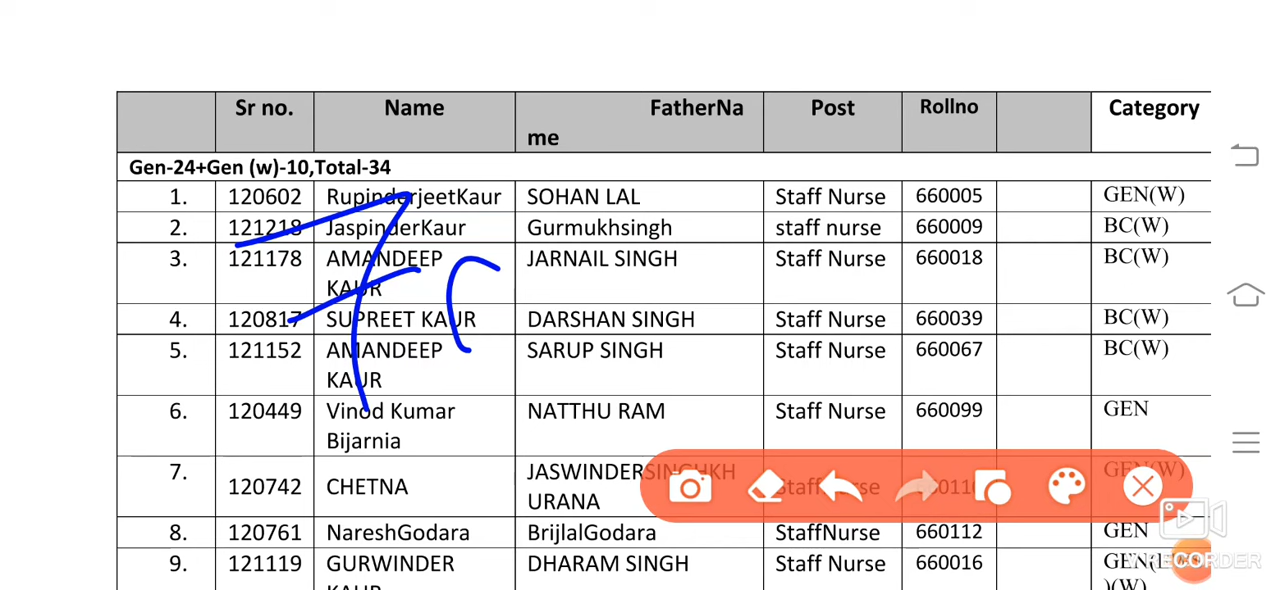 Sr no. Name FatherNa Post Rollno Category
me
Gen-24+Gen (w)-10,Total-34
1. 120602 RupinderjeetKaur SOHAN LAL Staff Nurse 660005 GEN(W)
2. 121218 JaspinderKaur Gurmukhsingh staff nurse 660009 BC(W)
3. 121178 AMANDEEP JARNAIL SINGH Staff Nurse 660018 BC(W)
KAUR
4. 120817 SUPREET KAUR DARSHAN SINGH Staff Nurse 660039 BC(W)
5. 121152 AMANDEEP SARUP SINGH Staff Nurse 660067 BC(W)
KAUR
6. 120449 Vinod Kumar NATTHU RAM Staff Nurse 660099 GEN
Bijarnia
7. 120742 CHETNA JASWINDERSINGHKH Staff Nurse GEN(W)
URANA
8. 120761 NareshGodara BrijlalGodara StaffNurse 660112 GEN
9. 121119 GURWINDER DHARAM SINGH Staff Nurse 660016
KAUR
)(W)
RECORDER